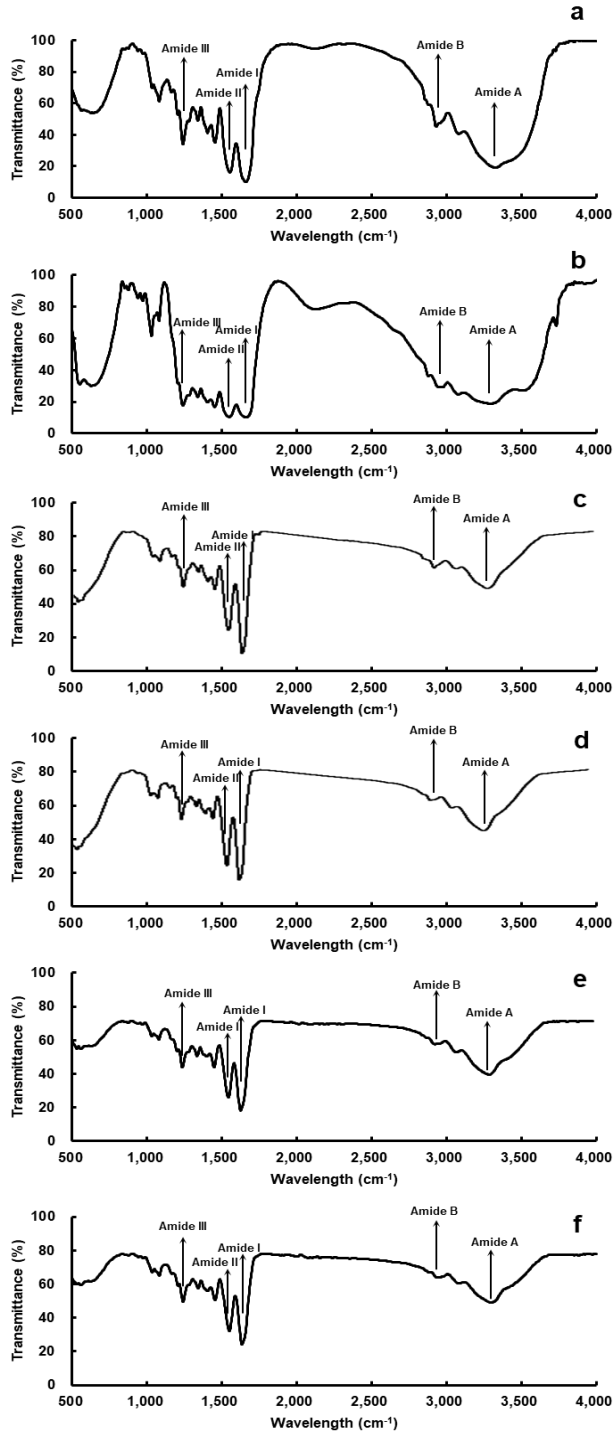 a
Amide III
Amide II
Amide I
Amide B
Amide A
Transmittance (%)
100
80
60
40
20
0
500 1,000 1,500 2,000 2,500 3,000 3,500 4,000
Wavelength (cm-1)
b
Amide III
Amide I
Amide II
Amide B
Amide A
Transmittance (%)
100
80
60
40
20
0
500 1,000 1,500 2,000 2,500 3,000 3,500 4,000
Wavelength (cm-1)
c
Amide III
Amide I
Amide II
Amide B
Amide A
Transmittance (%)
100
80
60
40
20
0
500 1,000 1,500 2,000 2,500 3,000 3,500 4,000
Wavelength (cm-1)
d
Amide III
Amide I
Amide II
Amide B
Amide A
Transmittance (%)
100
80
60
40
20
0
500 1,000 1,500 2,000 2,500 3,000 3,500 4,000
Wavelength (cm-1)
e
Amide III
Amide I
Amide I
Amide B
Amide A
Transmittance (%)
100
80
60
40
20
0
500 1,000 1,500 2,000 2,500 3,000 3,500 4,000
Wavelength (cm-1)
f
Amide III
Amide I
Amide II
Amide B
Amide A
Transmittance (%)
100
80
60
40
20
0
500 1,000 1,500 2,000 2,500 3,000 3,500 4,000
Wavelength (cm-1)